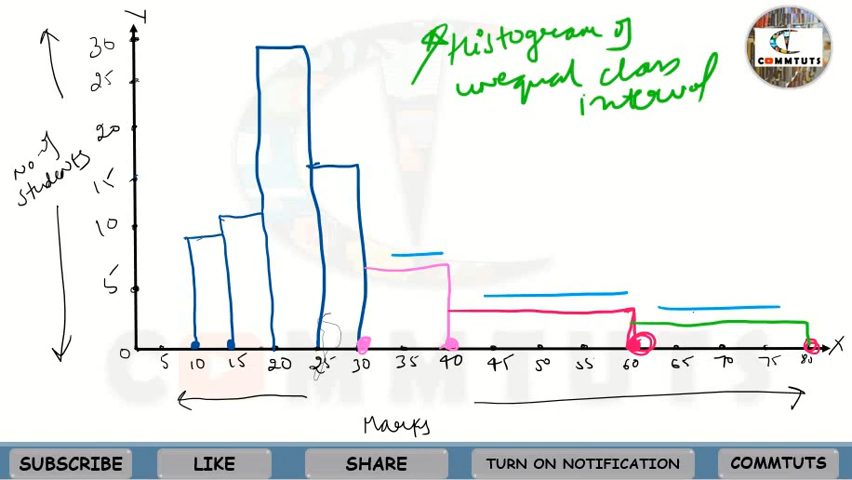 Y
Histogram of
unequal class
interval
COMMTUTS
30
25
20
15
10
5
0
No. of
students
5 10 15 20 25 30 35 40 45 50 55 60 65 70 75 80 X
Marks
COMMTUTS
SUBSCRIBE LIKE SHARE TURN ON NOTIFICATION COMMTUTS